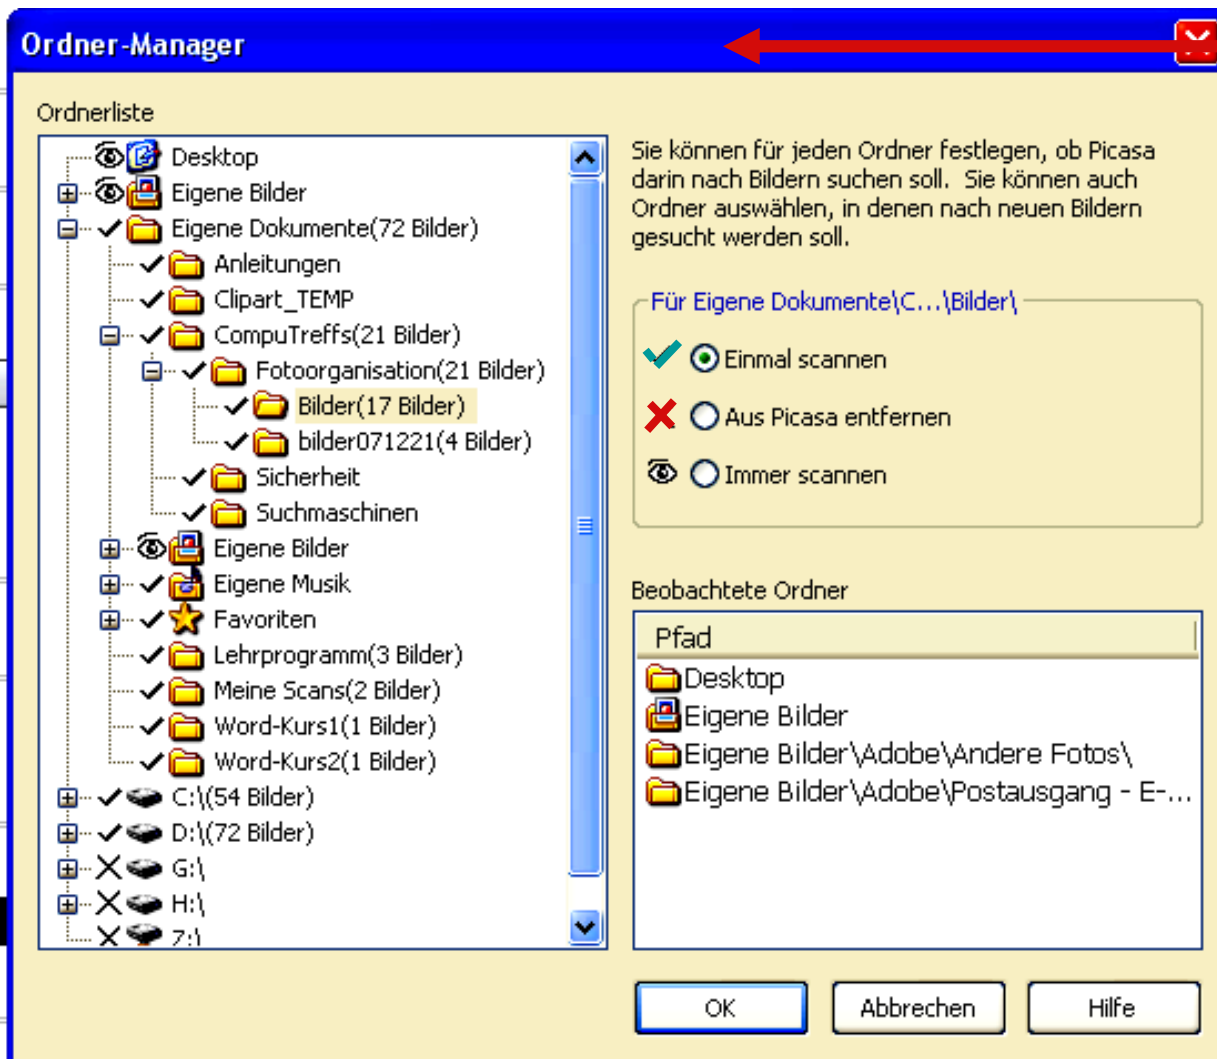 Ordner-Manager
Ordnerliste
Desktop
Eigene Bilder
Eigene Dokumente(72 Bilder)
Anleitungen
Clipart_TEMP
CompuTreffs(21 Bilder)
Fotoorganisation(21 Bilder)
Bilder(17 Bilder)
bilder071221(4 Bilder)
Sicherheit
Suchmaschinen
Eigene Bilder
Eigene Musik
Favoriten
Lehrprogramm(3 Bilder)
Meine Scans(2 Bilder)
Word-Kurs1(1 Bilder)
Word-Kurs2(1 Bilder)
C:\(54 Bilder)
D:\(72 Bilder)
G:\
H:\
Z:\
Sie können für jeden Ordner festlegen, ob Picasa
darin nach Bildern suchen soll. Sie können auch
Ordner auswählen, in denen nach neuen Bildern
gesucht werden soll.
Für Eigene Dokumente\C...\Bilder\
Einmal scannen
Aus Picasa entfernen
Immer scannen
Beobachtete Ordner
Pfad
Desktop
Eigene Bilder
Eigene Bilder\Adobe\Andere Fotos\
Eigene Bilder\Adobe\Postausgang - E-...
OK
Abbrechen
Hilfe